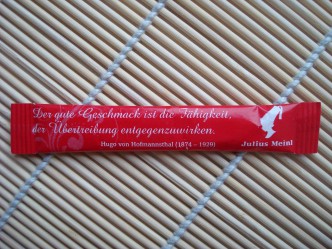 Der gute Geschmack ist die Fähigkeit,
der Übertreibung entgegenzuwirken.
Hugo von Hofmannsthal (1874 - 1929)
Julius Meinl